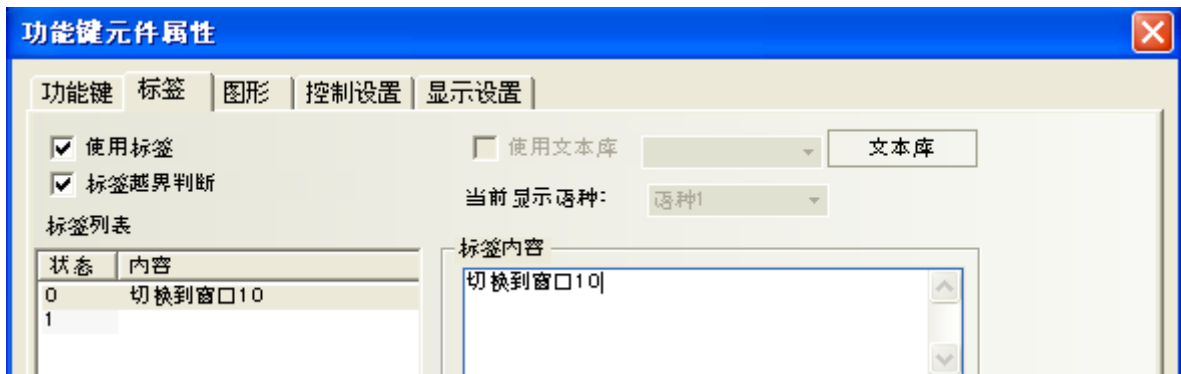 功能键元件属性
功能键 标签 图形 控制设置 显示设置
使用标签 使用文本库 文本库
标签越界判断
当前显示语种: 语种1
标签列表
标签内容
状态 内容
0 切换到窗口10
1
切换到窗口10